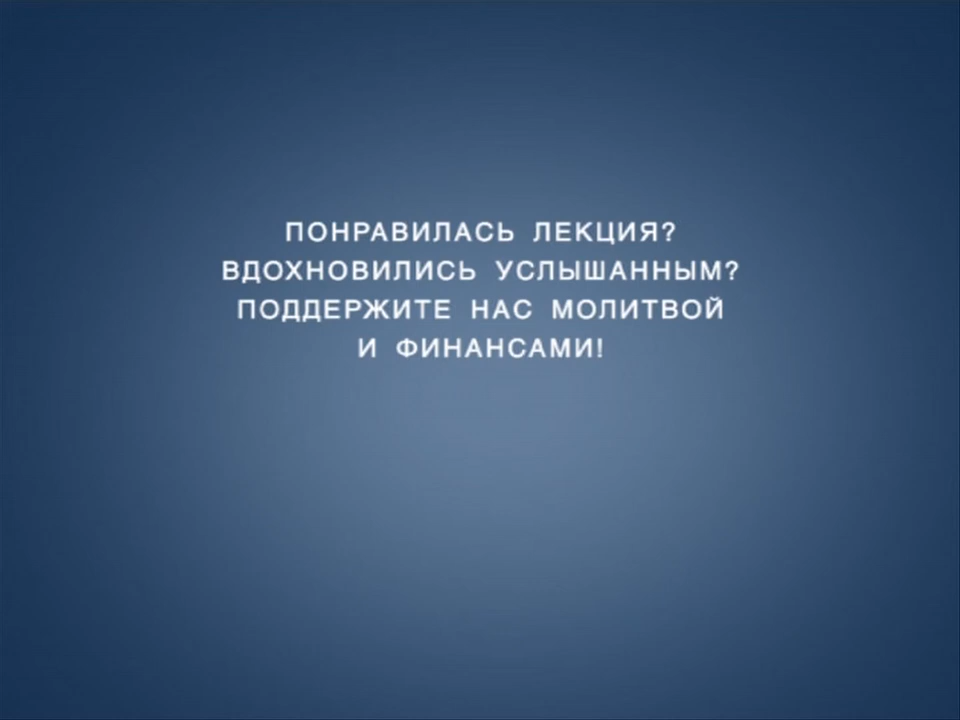 ПОНРАВИЛАСЬ ЛЕКЦИЯ?
ВДОХНОВИЛИСЬ УСЛЫШАННЫМ?
ПОДДЕРЖИТЕ НАС МОЛИТВОЙ
И ФИНАНСАМИ!